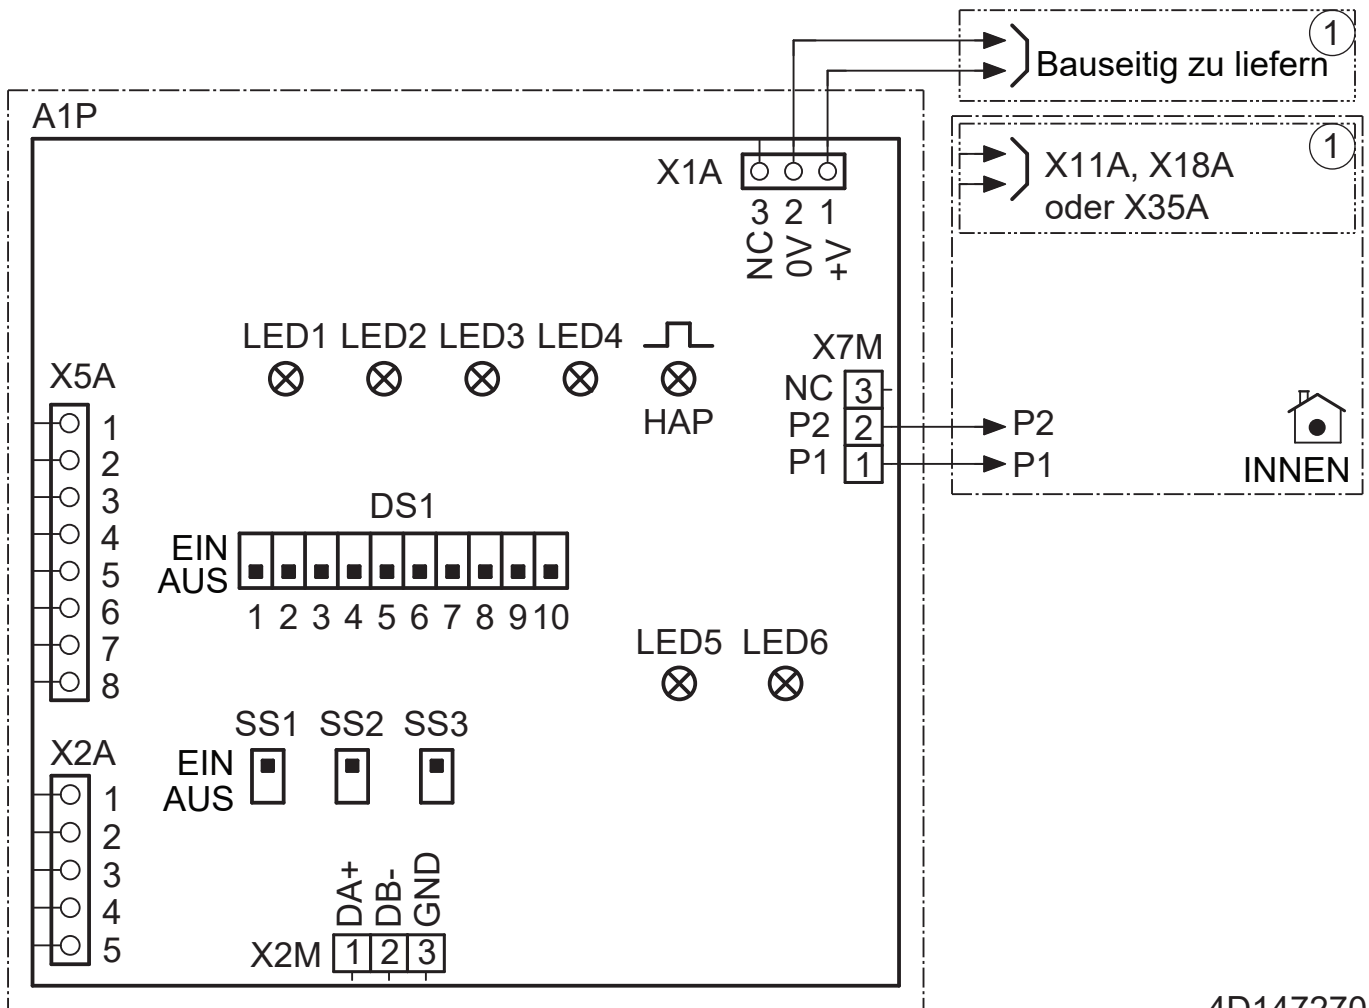 1
Bauseitig zu liefern
A1P
1
X11A, X18A
oder X35A
X1A
3 2 1
NC 0V +V
LED1 LED2 LED3 LED4
HAP
X7M
NC 3
P2 2
P1 1
P2
P1
INNEN
X5A
1
2
3
4
5
6
7
8
DS1
EIN
AUS
1 2 3 4 5 6 7 8 9 10
LED5 LED6
SS1 SS2 SS3
EIN
AUS
X2A
1
2
3
4
5
DA+ DB- GND
X2M 1 2 3
4D147270